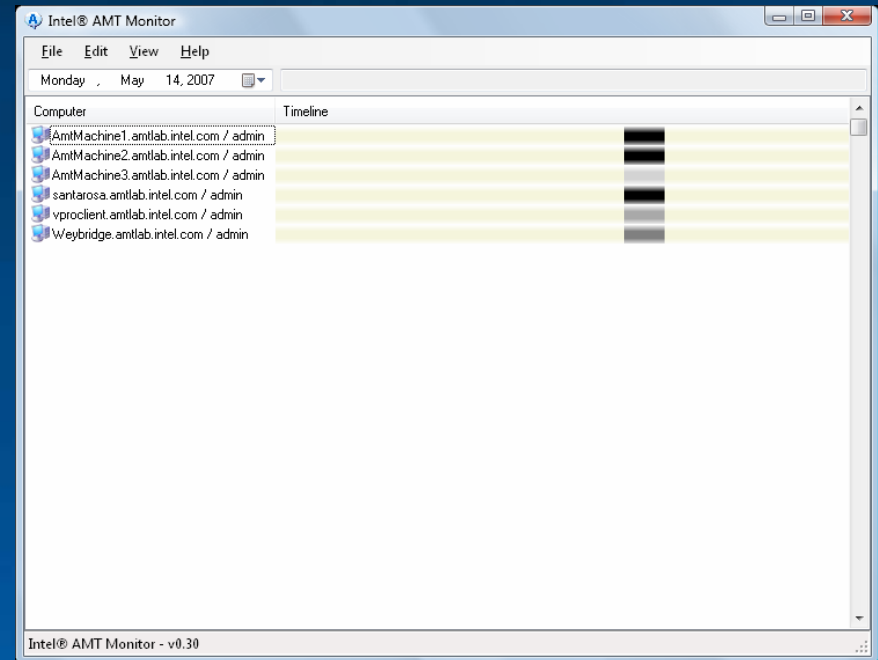 Intel® AMT Monitor
File Edit View Help
Monday , May 14, 2007
Computer Timeline
AmtMachine1.amtlab.intel.com / admin
AmtMachine2.amtlab.intel.com / admin
AmtMachine3.amtlab.intel.com / admin
santarosa.amtlab.intel.com / admin
vproclient.amtlab.intel.com / admin
Weybridge.amtlab.intel.com / admin
Intel® AMT Monitor - v0.30